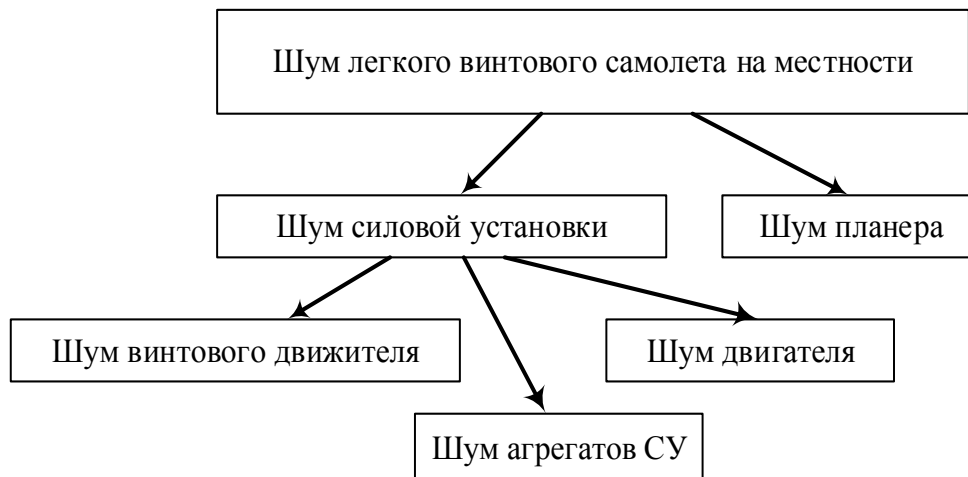 Шум легкого винтового самолета на местности
Шум силовой установки
Шум планера
Шум винтового движителя
Шум двигателя
Шум агрегатов СУ